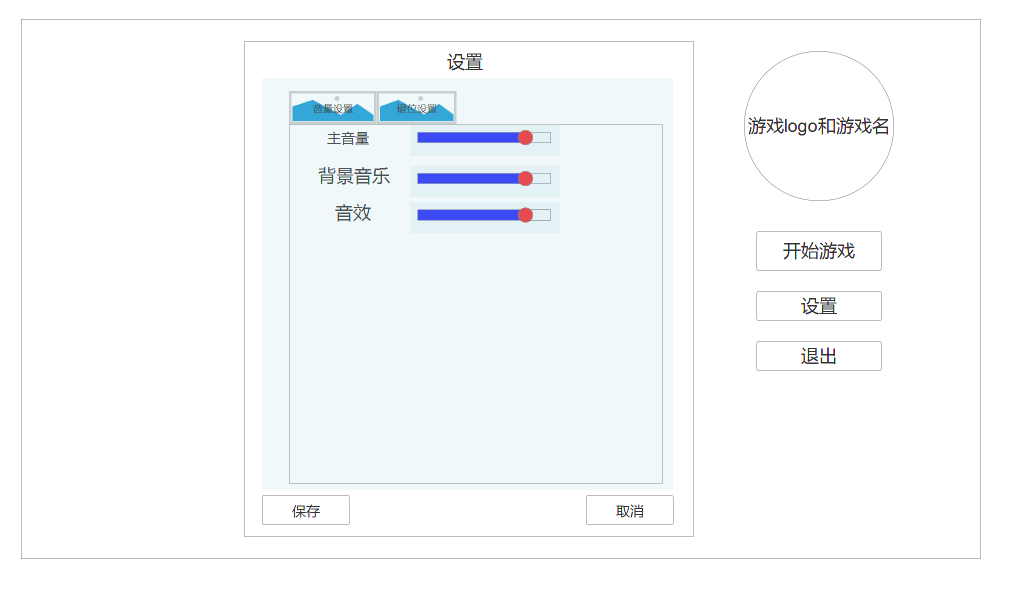 设置
音量设置
键位设置
主音量
背景音乐
音效
保存
取消
游戏logo和游戏名
开始游戏
设置
退出